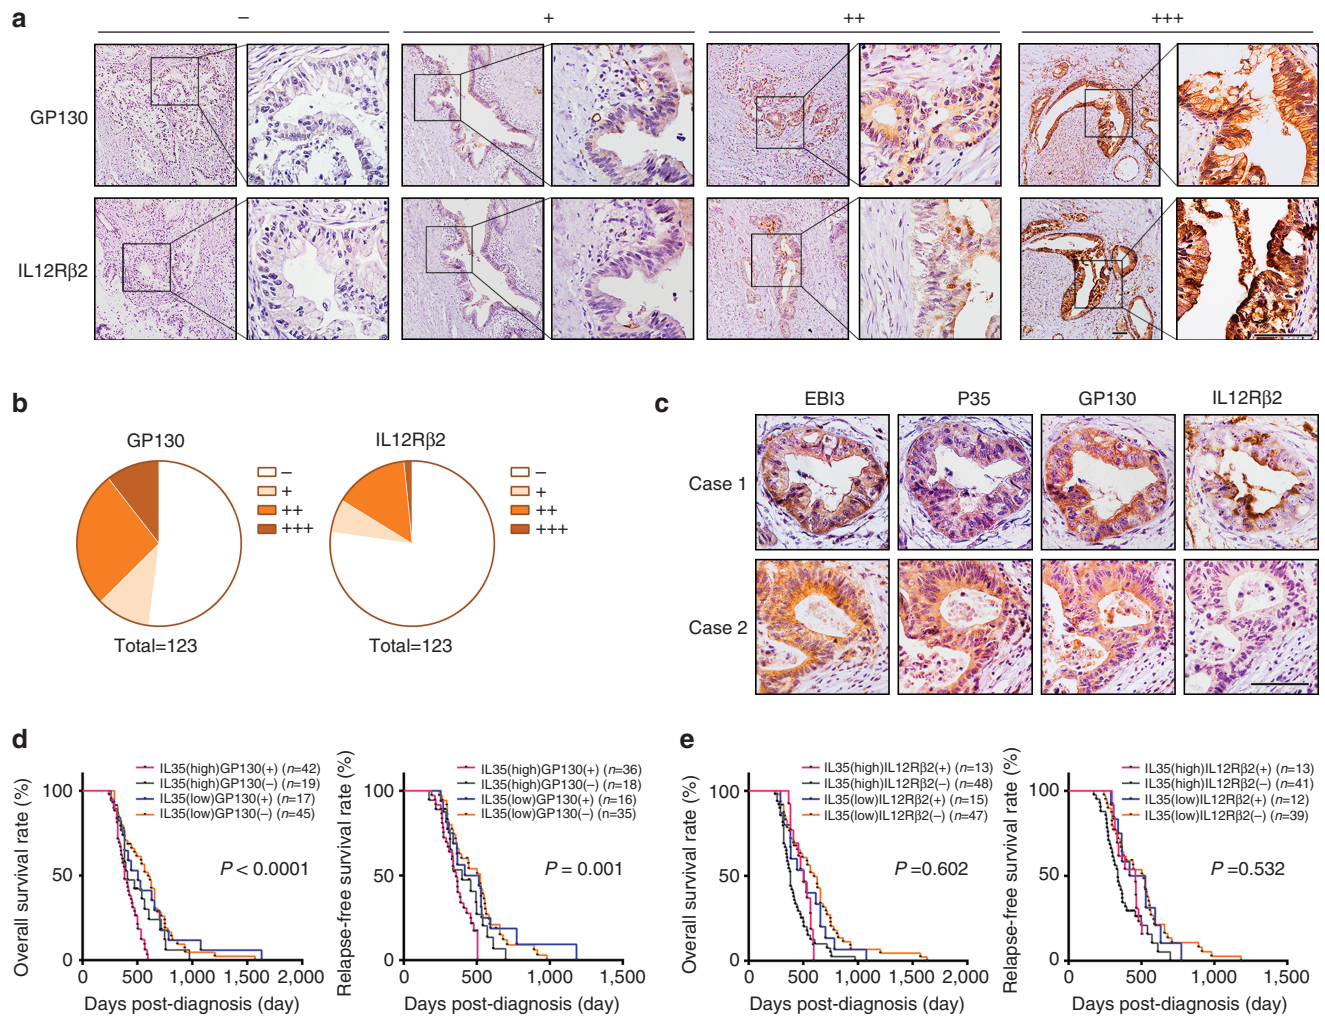 a
− + ++ +++
GP130
IL12Rβ2
b
GP130
−
+
++
+++
Total=123
IL12Rβ2
−
+
++
+++
Total=123
c
EBI3 P35 GP130 IL12Rβ2
Case 1
Case 2
d
Overall survival rate (%)
100
50
0
0 500 1,000 1,500 2,000
Days post-diagnosis (day)
IL35(high)GP130(+) (n=42)
IL35(high)GP130(−) (n=19)
IL35(low)GP130(+) (n=17)
IL35(low)GP130(−) (n=45)
P < 0.0001
Relapse-free survival rate (%)
100
50
0
0 500 1,000 1,500
Days post-diagnosis (day)
IL35(high)GP130(+) (n=36)
IL35(high)GP130(−) (n=18)
IL35(low)GP130(+) (n=16)
IL35(low)GP130(−) (n=35)
P = 0.001
e
Overall survival rate (%)
100
50
0
0 500 1,000 1,500 2,000
Days post-diagnosis (day)
IL35(high)IL12Rβ2(+) (n=13)
IL35(high)IL12Rβ2(−) (n=48)
IL35(low)IL12Rβ2(+) (n=15)
IL35(low)IL12Rβ2(−) (n=47)
P =0.602
Relapse-free survival rate (%)
100
50
0
0 500 1,000 1,500
Days post-diagnosis (day)
IL35(high)IL12Rβ2(+) (n=13)
IL35(high)IL12Rβ2(−) (n=41)
IL35(low)IL12Rβ2(+) (n=12)
IL35(low)IL12Rβ2(−) (n=39)
P =0.532